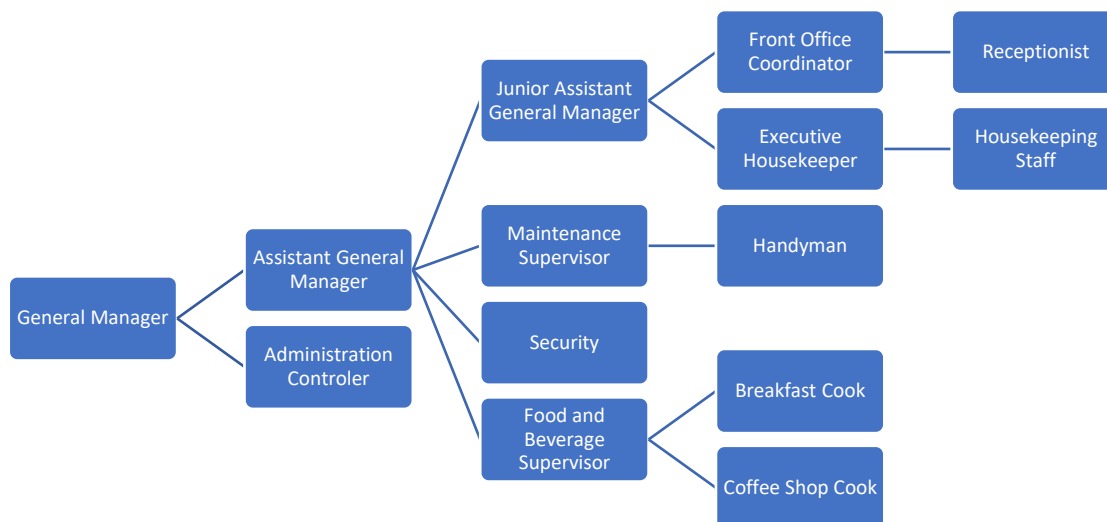 General Manager
Assistant General
Manager
Junior Assistant
General Manager
Front Office
Coordinator
Receptionist
Executive
Housekeeper
Housekeeping
Staff
Maintenance
Supervisor
Handyman
Security
Food and
Beverage
Supervisor
Breakfast Cook
Coffee Shop Cook
Administration
Controler